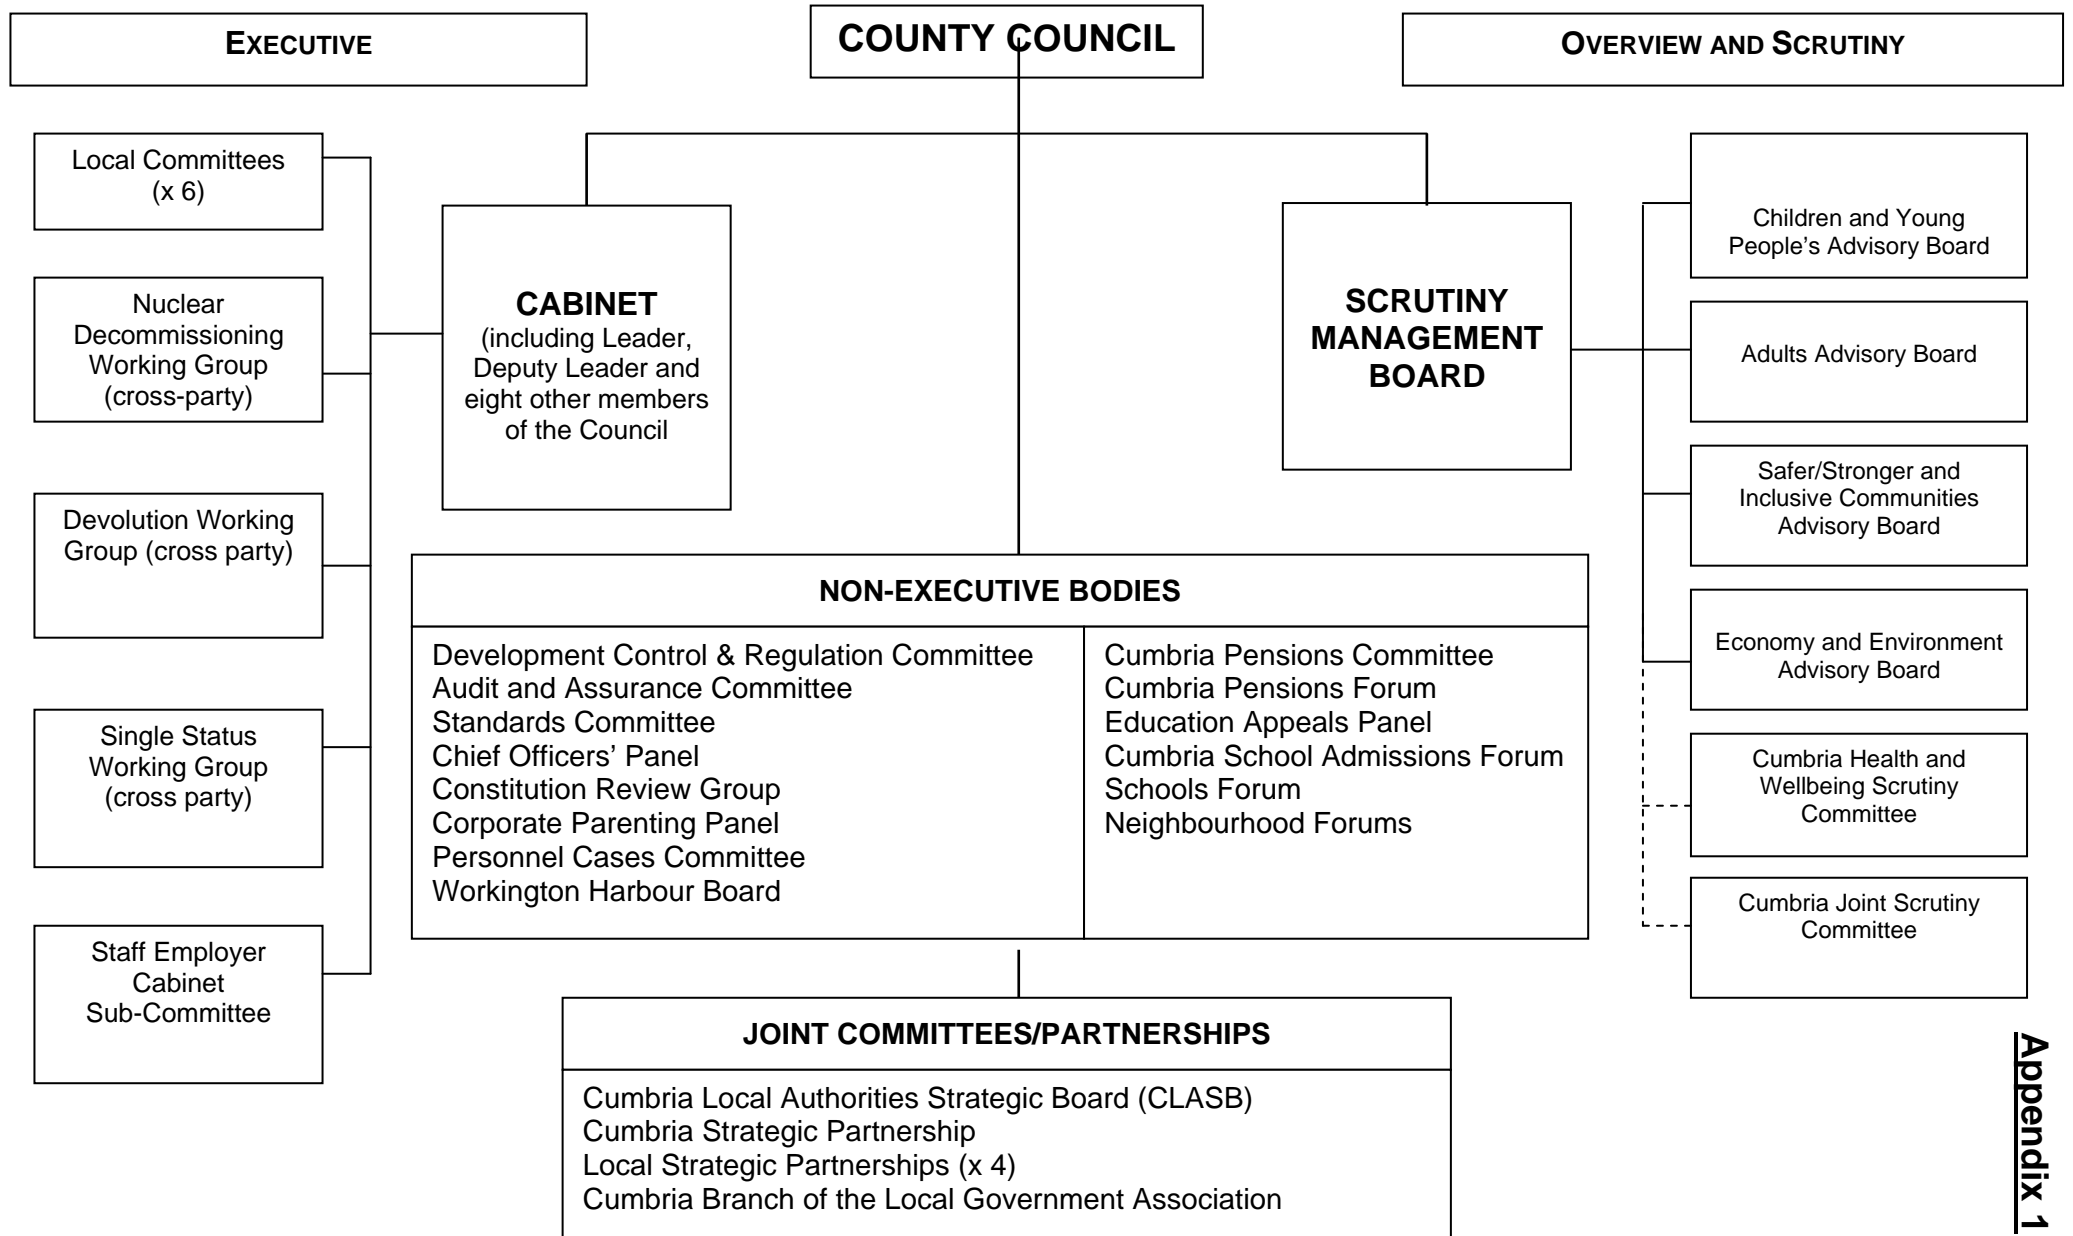 EXECUTIVE
COUNTY COUNCIL
OVERVIEW AND SCRUTINY
Local Committees
(x 6)
Nuclear
Decommissioning
Working Group
(cross-party)
Devolution Working
Group (cross party)
Single Status
Working Group
(cross party)
Staff Employer
Cabinet
Sub-Committee
CABINET
(including Leader,
Deputy Leader and
eight other members
of the Council
SCRUTINY
MANAGEMENT
BOARD
Children and Young
People’s Advisory Board
Adults Advisory Board
Safer/Stronger and
Inclusive Communities
Advisory Board
Economy and Environment
Advisory Board
Cumbria Health and
Wellbeing Scrutiny
Committee
Cumbria Joint Scrutiny
Committee
NON-EXECUTIVE BODIES
Development Control & Regulation Committee
Audit and Assurance Committee
Standards Committee
Chief Officers’ Panel
Constitution Review Group
Corporate Parenting Panel
Personnel Cases Committee
Workington Harbour Board
Cumbria Pensions Committee
Cumbria Pensions Forum
Education Appeals Panel
Cumbria School Admissions Forum
Schools Forum
Neighbourhood Forums
JOINT COMMITTEES/PARTNERSHIPS
Cumbria Local Authorities Strategic Board (CLASB)
Cumbria Strategic Partnership
Local Strategic Partnerships (x 4)
Cumbria Branch of the Local Government Association
Appendix 1